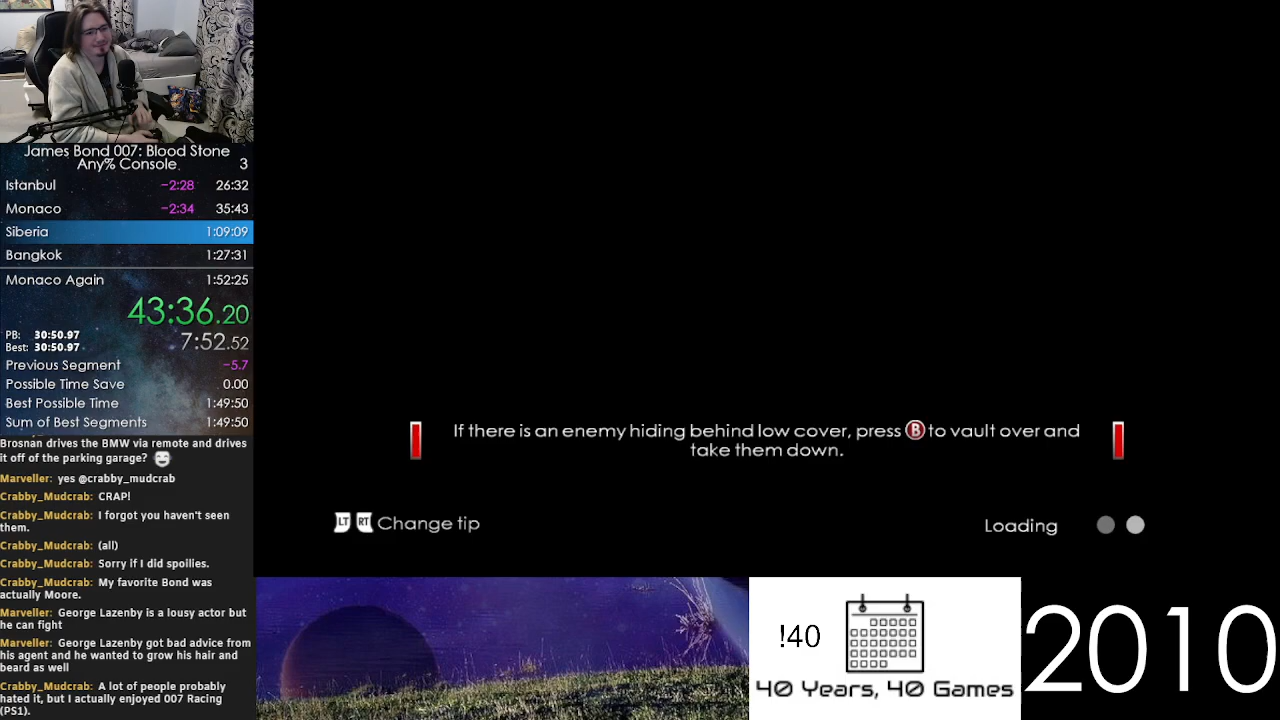 James Bond 007: Blood Stone
Any% Console 3
Istanbul -2:28 26:32
Monaco -2:34 35:43
Siberia 1:09:09
Bangkok 1:27:31
Monaco Again 1:52:25
43:36.20
PB: 30:50.97
Best: 30:50.97
7:52.52
Previous Segment -5.7
Possible Time Save 0.00
Best Possible Time 1:49:50
Sum of Best Segments 1:49:50
Brosnan drives the BMW via remote and drives
it off of the parking garage?
Marveller: yes @crabby_mudcrab
Crabby_Mudcrab: CRAP!
Crabby_Mudcrab: I forgot you haven't seen
them.
Crabby_Mudcrab: (all)
Crabby_Mudcrab: Sorry if I did spoilies.
Crabby_Mudcrab: My favorite Bond was
actually Moore.
Marveller: George Lazenby is a lousy actor but
he can fight
Marveller: George Lazenby got bad advice from
his agent and he wanted to grow his hair and
beard as well
Crabby_Mudcrab: A lot of people probably
hated it, but I actually enjoyed 007 Racing
(PS1).
If there is an enemy hiding behind low cover, press B to vault over and
take them down.
LT RT Change tip
Loading
!40
40 Years, 40 Games
2010